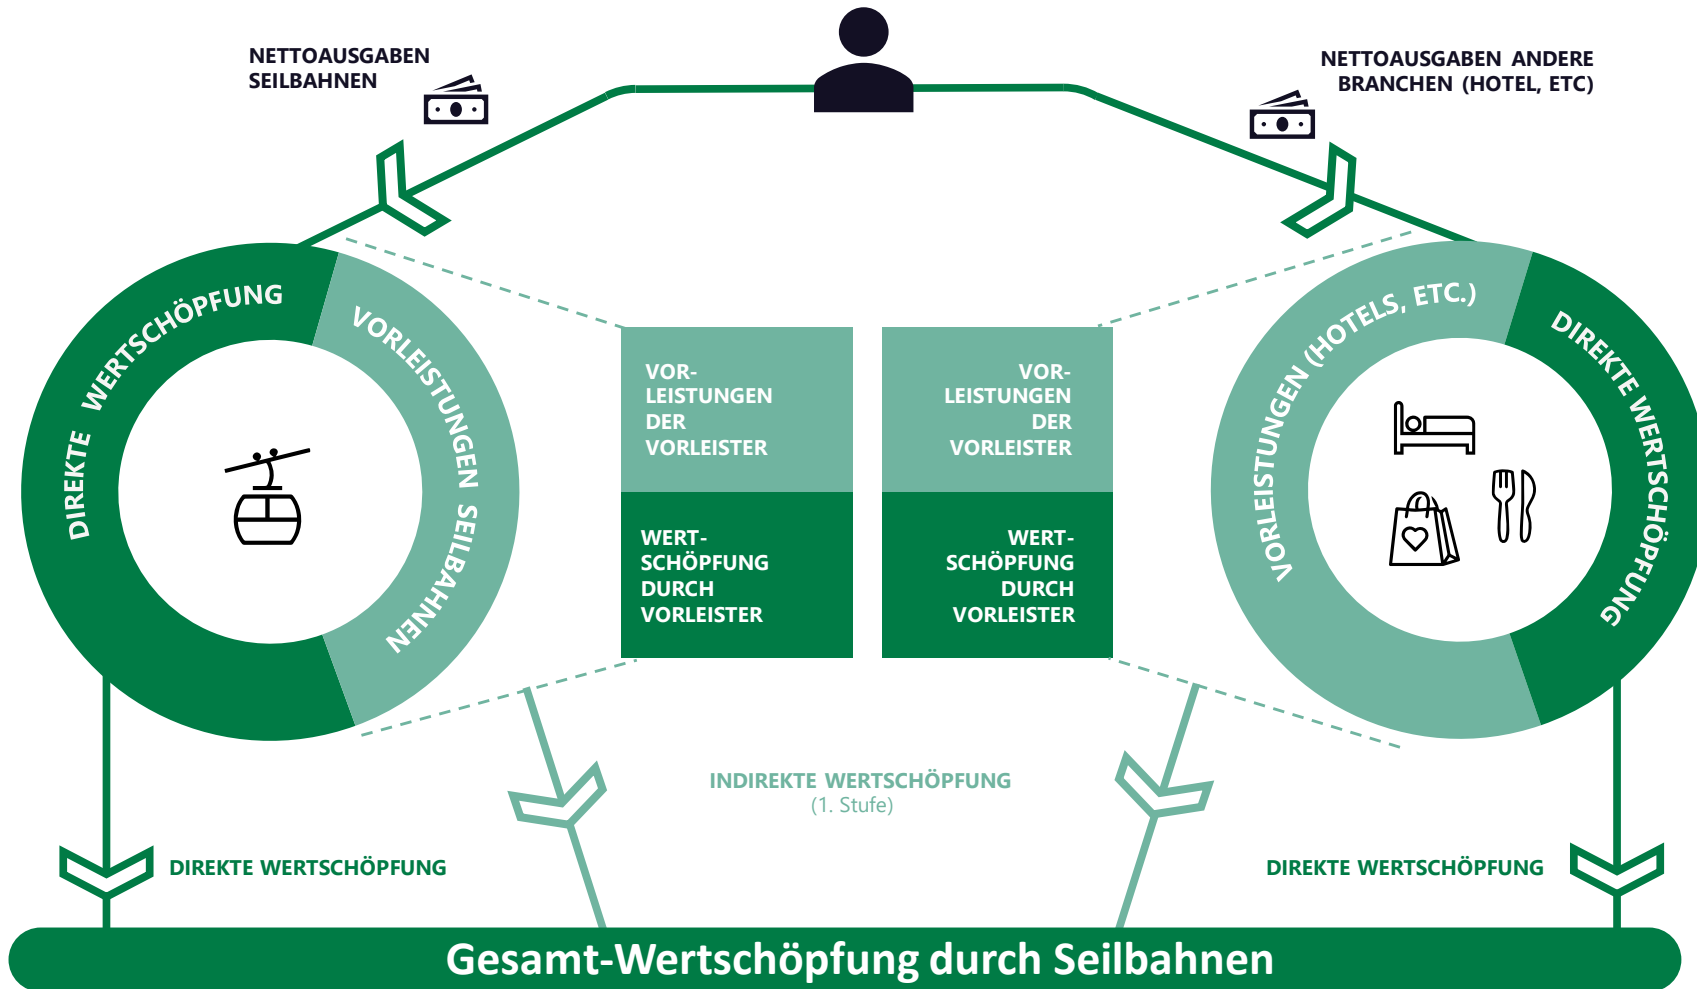 NETTOAUSGABEN
SEILBAHNEN
NETTOAUSGABEN ANDERE
BRANCHEN (HOTEL, ETC)
DIREKTE WERTSCHÖPFUNG
VORLEISTUNGEN SEILBAHNEN
VOR-
LEISTUNGEN
DER
VORLEISTER
WERT-
SCHÖPFUNG
DURCH
VORLEISTER
VOR-
LEISTUNGEN
DER
VORLEISTER
WERT-
SCHÖPFUNG
DURCH
VORLEISTER
VORLEISTUNGEN (HOTELS, ETC.)
DIREKTE WERTSCHÖPFUNG
INDIREKTE WERTSCHÖPFUNG
(1. Stufe)
DIREKTE WERTSCHÖPFUNG
DIREKTE WERTSCHÖPFUNG
Gesamt-Wertschöpfung durch Seilbahnen